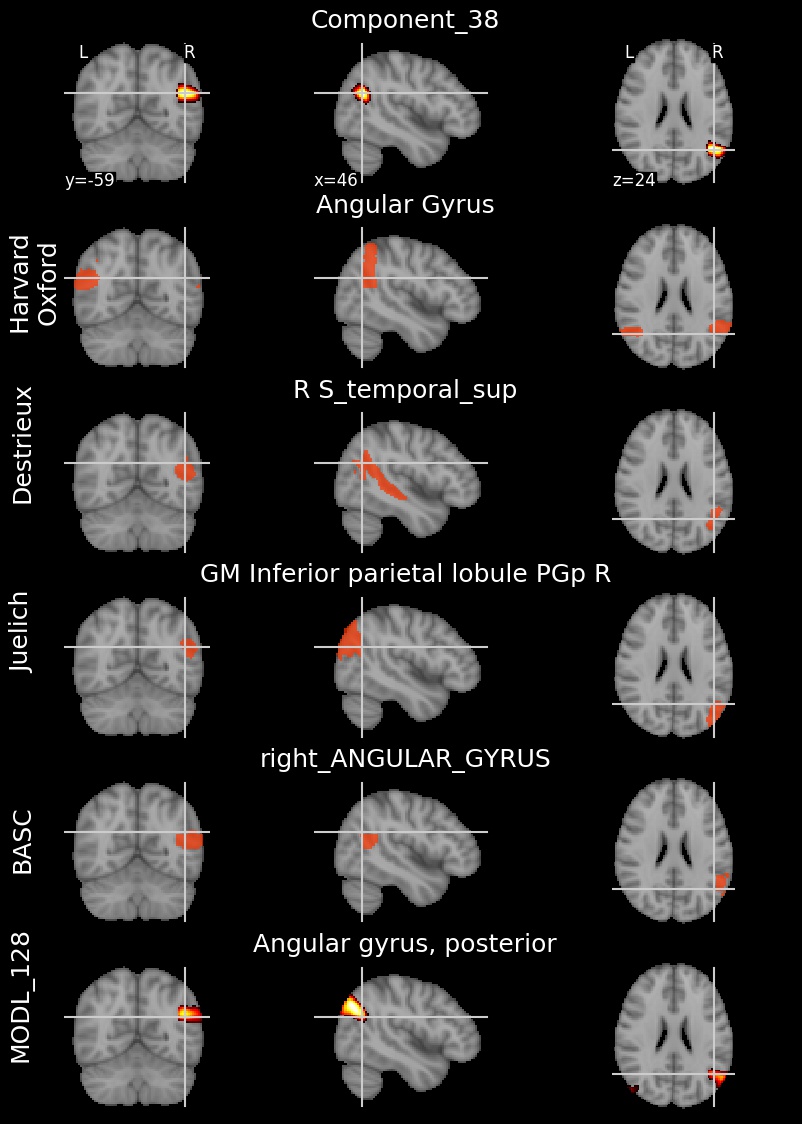 Component_38
L R
L R
y=-59
x=46
z=24
Angular Gyrus
Harvard
Oxford
R S_temporal_sup
Destrieux
GM Inferior parietal lobule PGp R
Juelich
right_ANGULAR_GYRUS
BASC
Angular gyrus, posterior
MODL_128